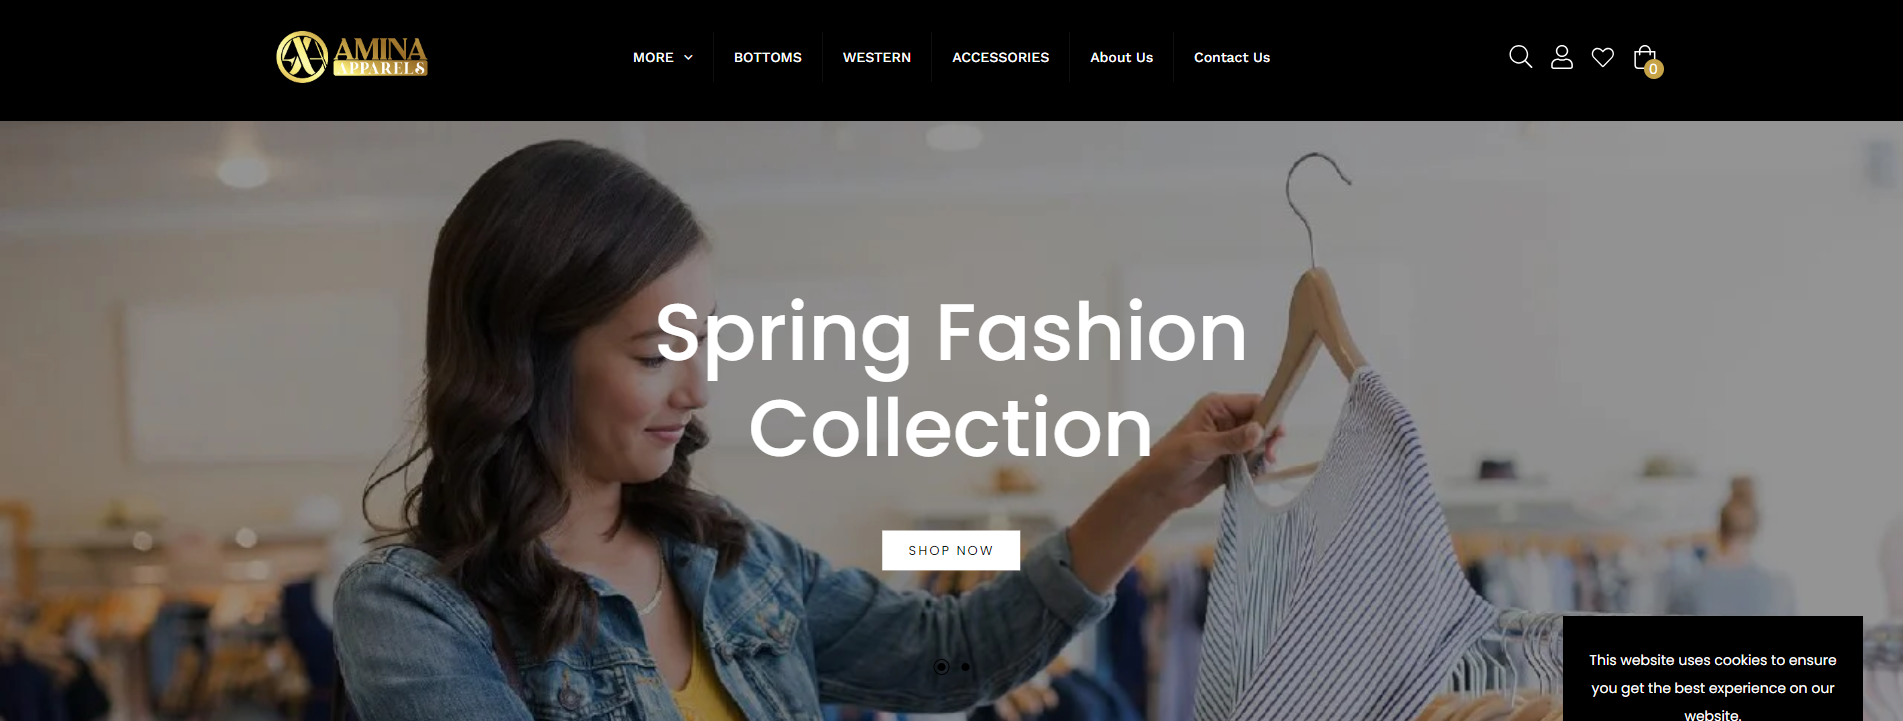 AMINA
APPARELS
MORE
BOTTOMS
WESTERN
ACCESSORIES
About Us
Contact Us
0
Spring Fashion
Collection
SHOP NOW
This website uses cookies to ensure
you get the best experience on our
website.